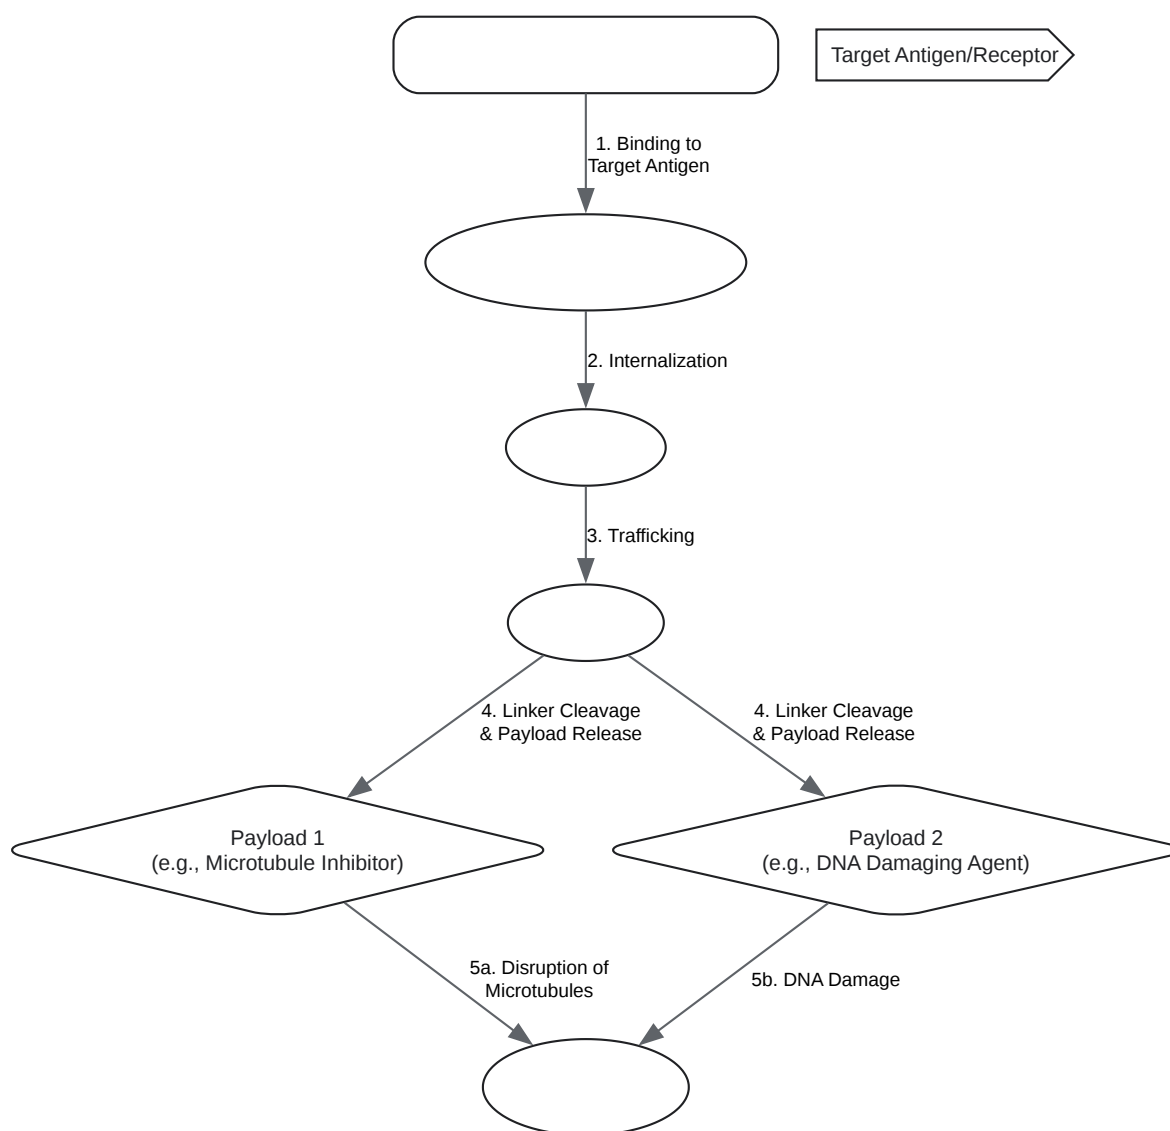 Target Antigen/Receptor
1. Binding to
Target Antigen
2. Internalization
3. Trafficking
4. Linker Cleavage
& Payload Release
4. Linker Cleavage
& Payload Release
Payload 1
(e.g., Microtubule Inhibitor)
Payload 2
(e.g., DNA Damaging Agent)
5a. Disruption of
Microtubules
5b. DNA Damage